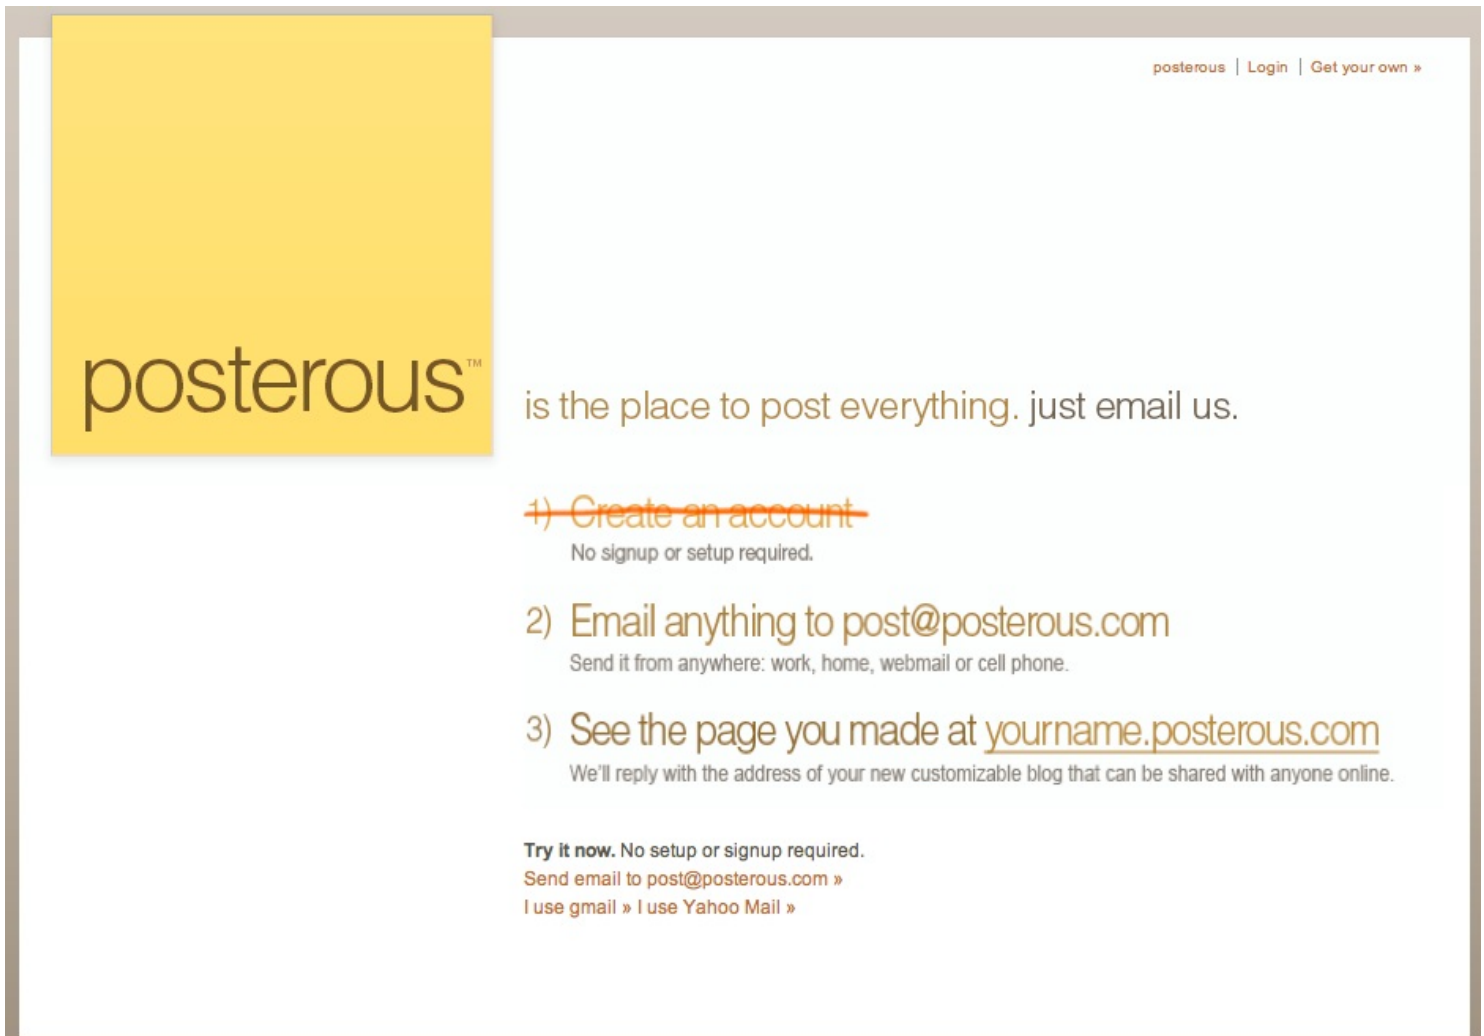 posterous | Login | Get your own »
posterous™
is the place to post everything. just email us.
1) Create an account
No signup or setup required.
2) Email anything to post@posterous.com
Send it from anywhere: work, home, webmail or cell phone.
3) See the page you made at yourname.posterous.com
We'll reply with the address of your new customizable blog that can be shared with anyone online.
Try it now. No setup or signup required.
Send email to post@posterous.com »
I use gmail » I use Yahoo Mail »